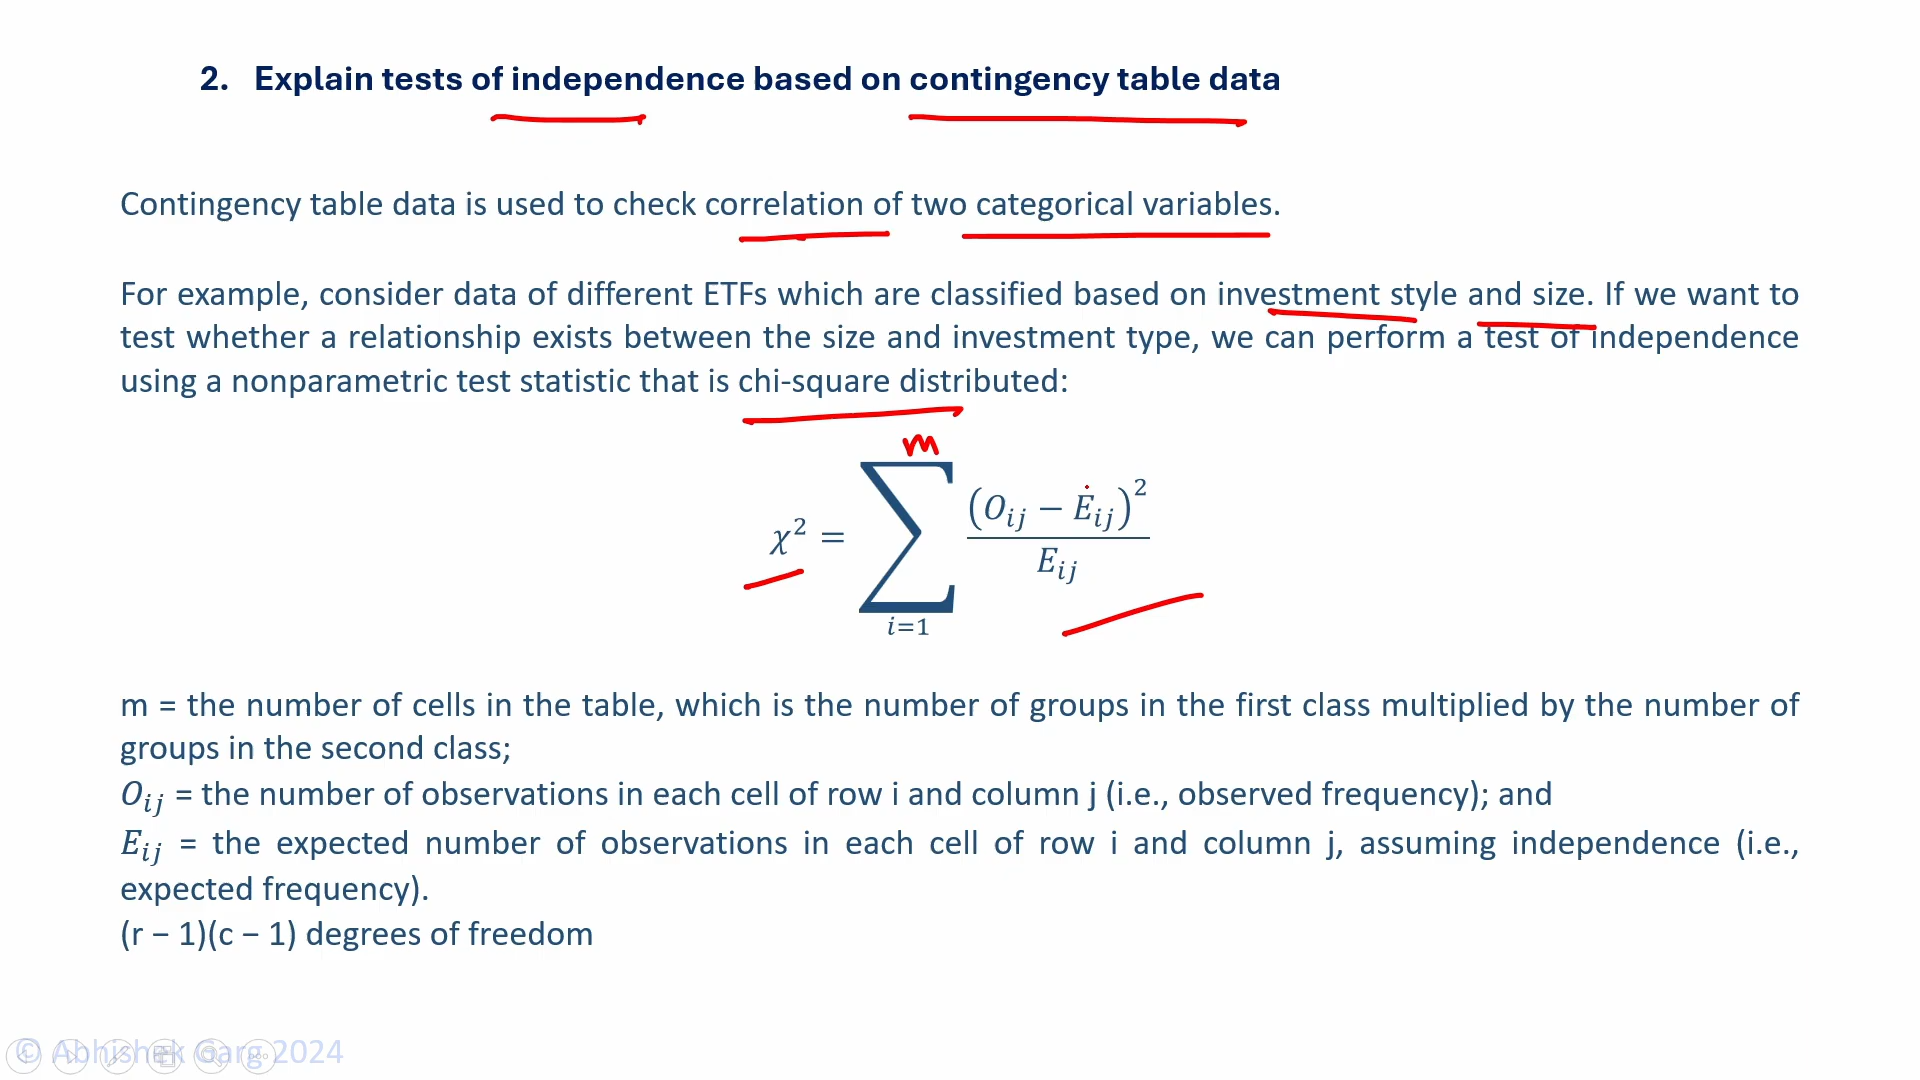 2. Explain tests of independence based on contingency table data
Contingency table data is used to check correlation of two categorical variables.
For example, consider data of different ETFs which are classified based on investment style and size. If we want to
test whether a relationship exists between the size and investment type, we can perform a test of independence
using a nonparametric test statistic that is chi-square distributed:
m
χ² = ∑ (Oᵢⱼ − Eᵢⱼ)² / Eᵢⱼ
i=1
m = the number of cells in the table, which is the number of groups in the first class multiplied by the number of
groups in the second class;
Oᵢⱼ = the number of observations in each cell of row i and column j (i.e., observed frequency); and
Eᵢⱼ = the expected number of observations in each cell of row i and column j, assuming independence (i.e.,
expected frequency).
(r − 1)(c − 1) degrees of freedom
© Abhishek Garg 2024